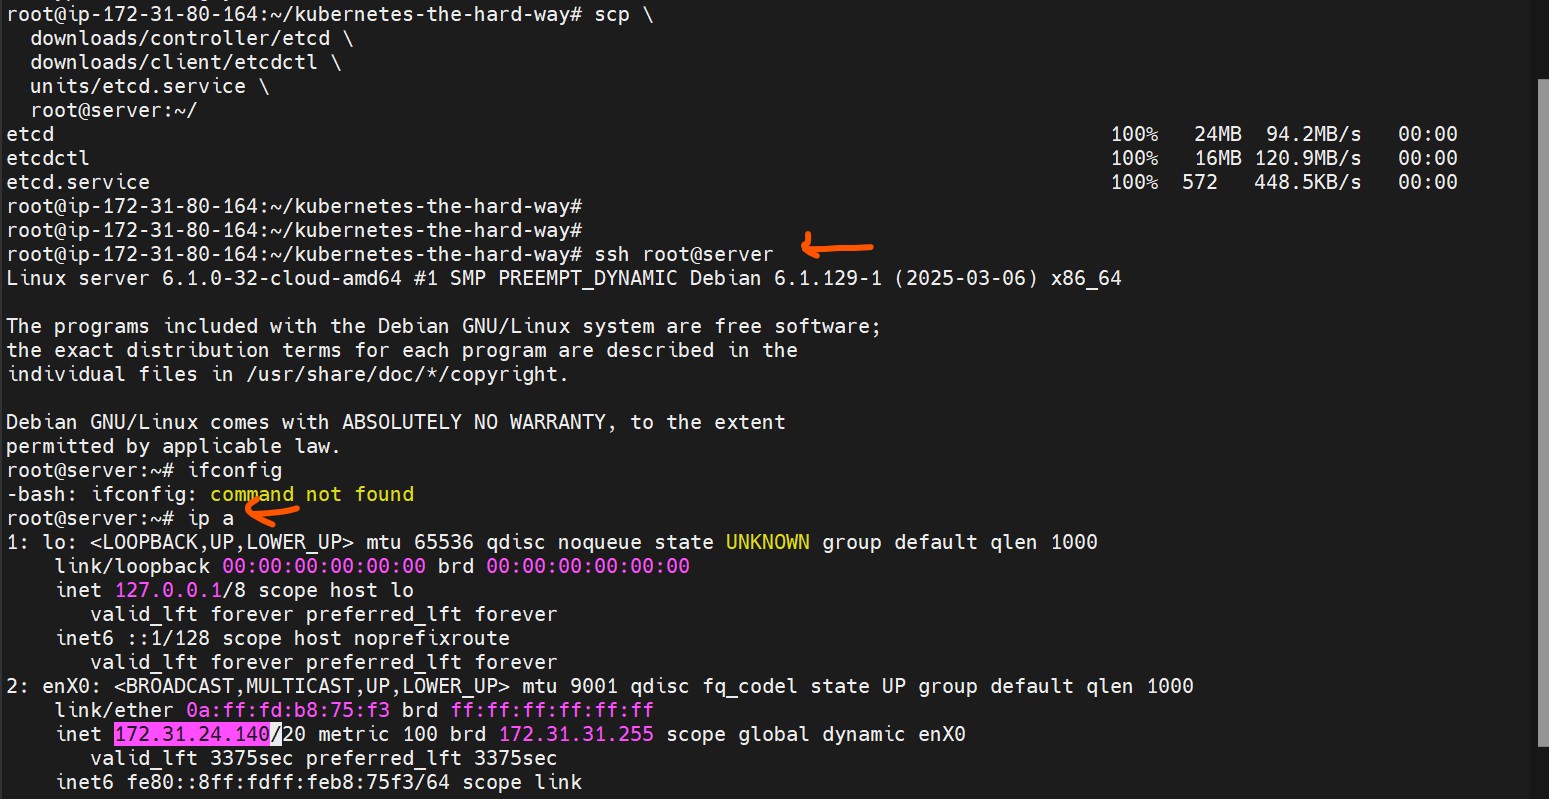 root@ip-172-31-80-164:~/kubernetes-the-hard-way# scp \
  downloads/controller/etcd \
  downloads/client/etcdctl \
  units/etcd.service \
  root@server:~/
etcd 100% 24MB 94.2MB/s 00:00
etcdctl 100% 16MB 120.9MB/s 00:00
etcd.service 100% 572 448.5KB/s 00:00
root@ip-172-31-80-164:~/kubernetes-the-hard-way#
root@ip-172-31-80-164:~/kubernetes-the-hard-way#
root@ip-172-31-80-164:~/kubernetes-the-hard-way# ssh root@server
Linux server 6.1.0-32-cloud-amd64 #1 SMP PREEMPT_DYNAMIC Debian 6.1.129-1 (2025-03-06) x86_64
The programs included with the Debian GNU/Linux system are free software;
the exact distribution terms for each program are described in the
individual files in /usr/share/doc/*/copyright.
Debian GNU/Linux comes with ABSOLUTELY NO WARRANTY, to the extent
permitted by applicable law.
root@server:~# ifconfig
-bash: ifconfig: command not found
root@server:~# ip a
1: lo: <LOOPBACK,UP,LOWER_UP> mtu 65536 qdisc noqueue state UNKNOWN group default qlen 1000
    link/loopback 00:00:00:00:00:00 brd 00:00:00:00:00:00
    inet 127.0.0.1/8 scope host lo
       valid_lft forever preferred_lft forever
    inet6 ::1/128 scope host noprefixroute
       valid_lft forever preferred_lft forever
2: enX0: <BROADCAST,MULTICAST,UP,LOWER_UP> mtu 9001 qdisc fq_codel state UP group default qlen 1000
    link/ether 0a:ff:fd:b8:75:f3 brd ff:ff:ff:ff:ff:ff
    inet 172.31.24.140/20 metric 100 brd 172.31.31.255 scope global dynamic enX0
       valid_lft 3375sec preferred_lft 3375sec
    inet6 fe80::8ff:fdff:feb8:75f3/64 scope link